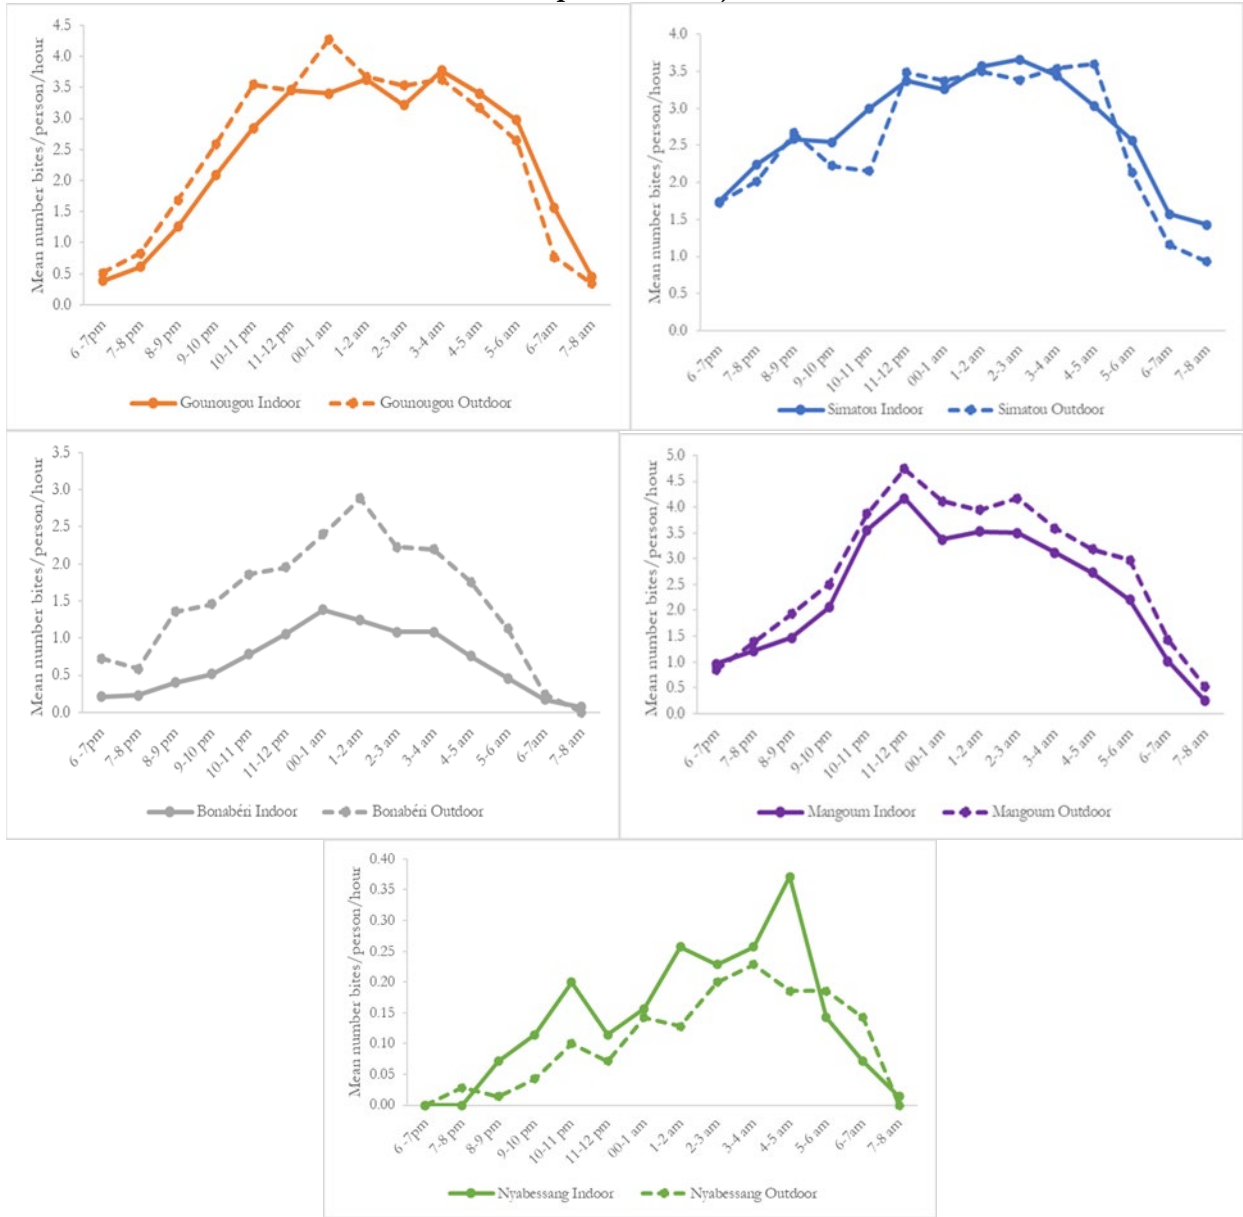 Mean number bites/person/hour
4.5
4.0
3.5
3.0
2.5
2.0
1.5
1.0
0.5
0.0
6 -7pm
7-8 pm
8-9 pm
9-10 pm
10-11 pm
11-12 pm
00-1 am
1-2 am
2-3 am
3-4 am
4-5 am
5-6 am
6-7am
7-8 am
Gounougou Indoor
Gounougou Outdoor
Mean number bites/person/hour
4.0
3.5
3.0
2.5
2.0
1.5
1.0
0.5
0.0
6 -7pm
7-8 pm
8-9 pm
9-10 pm
10-11 pm
11-12 pm
00-1 am
1-2 am
2-3 am
3-4 am
4-5 am
5-6 am
6-7am
7-8 am
Simatou Indoor
Simatou Outdoor
Mean number bites/person/hour
3.5
3.0
2.5
2.0
1.5
1.0
0.5
0.0
6 -7pm
7-8 pm
8-9 pm
9-10 pm
10-11 pm
11-12 pm
00-1 am
1-2 am
2-3 am
3-4 am
4-5 am
5-6 am
6-7am
7-8 am
Bonabéri Indoor
Bonabéri Outdoor
Mean number bites/person/hour
5.0
4.5
4.0
3.5
3.0
2.5
2.0
1.5
1.0
0.5
0.0
6 -7pm
7-8 pm
8-9 pm
9-10 pm
10-11 pm
11-12 pm
00-1 am
1-2 am
2-3 am
3-4 am
4-5 am
5-6 am
6-7am
7-8 am
Mangoum Indoor
Mangoum Outdoor
Mean number bites/person/hour
0.40
0.35
0.30
0.25
0.20
0.15
0.10
0.05
0.00
6 -7pm
7-8 pm
8-9 pm
9-10 pm
10-11 pm
11-12 pm
00-1 am
1-2 am
2-3 am
3-4 am
4-5 am
5-6 am
6-7am
7-8 am
Nyabessang Indoor
Nyabessang Outdoor